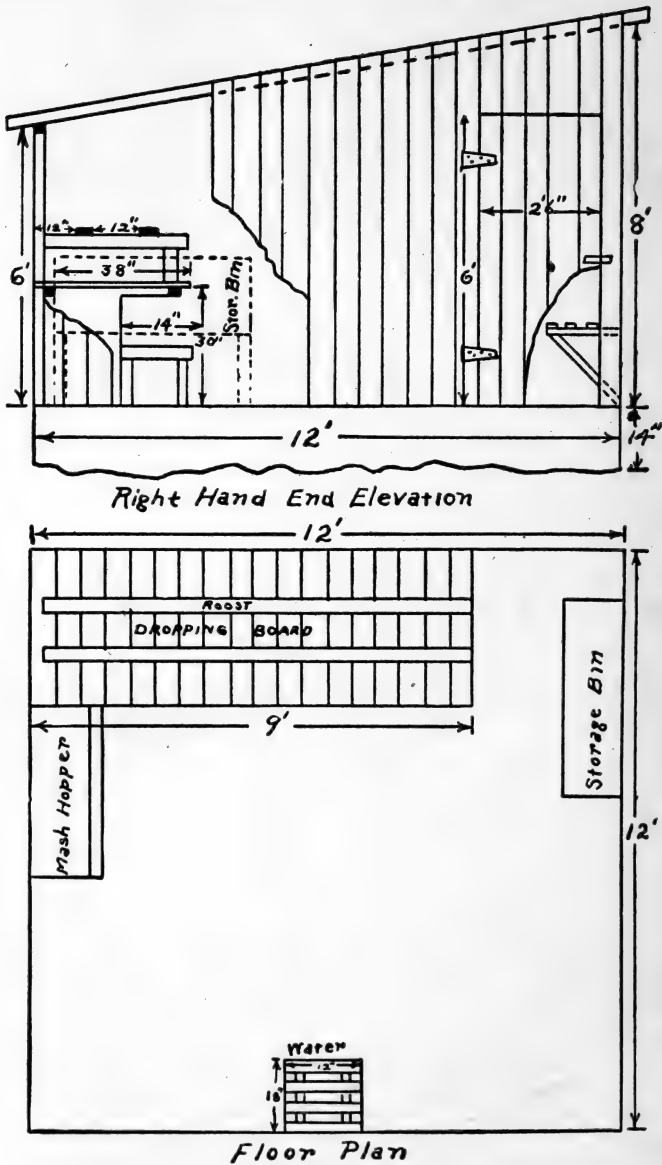 12"
12"
2'6"
8'
6'
38"
6'
Stor. Bin
14"
30"
12'
14"
Right Hand End Elevation
12'
ROOST
DROPPING BOARD
9'
Mash Hopper
Storage Bin
12'
Water
12"
18"
Floor Plan